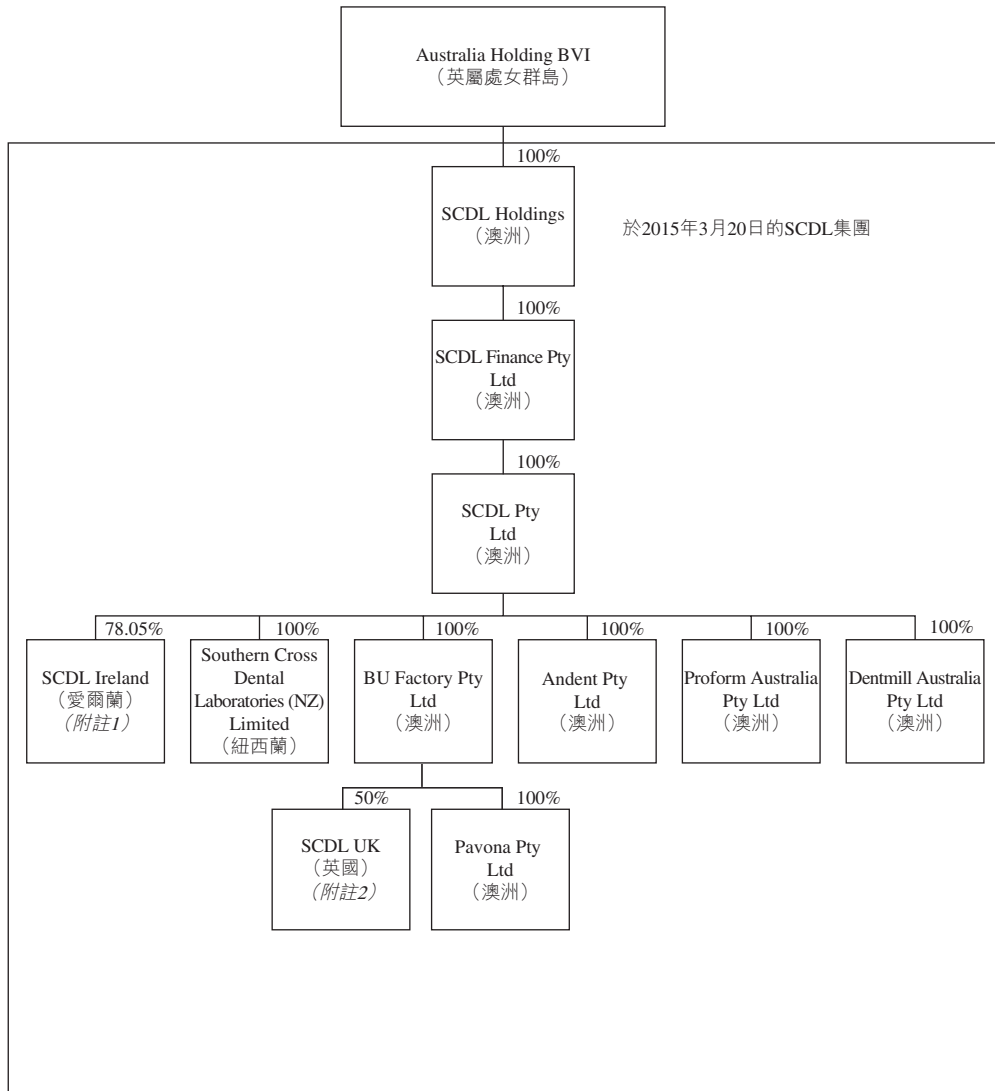 Australia Holding BVI
（英屬處女群島）
100%
SCDL Holdings
（澳洲）
於2015年3月20日的SCDL集團
100%
SCDL Finance Pty
Ltd
（澳洲）
100%
SCDL Pty
Ltd
（澳洲）
78.05%
SCDL Ireland
（愛爾蘭）
（附註1）
100%
Southern Cross
Dental
Laboratories (NZ)
Limited
（紐西蘭）
100%
BU Factory Pty
Ltd
（澳洲）
100%
Andent Pty
Ltd
（澳洲）
100%
Proform Australia
Pty Ltd
（澳洲）
100%
Dentmill Australia
Pty Ltd
（澳洲）
50%
SCDL UK
（英國）
（附註2）
100%
Pavona Pty
Ltd
（澳洲）